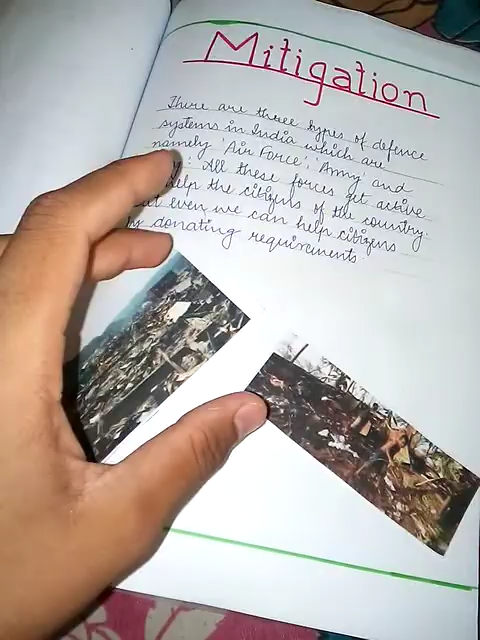 Mitigation
There are three types of defence
systems in India which are
namely 'Air Force' 'Army' and
: All these forces get active
help the citizens of the country.
even we can help citizens
by donating requirements.